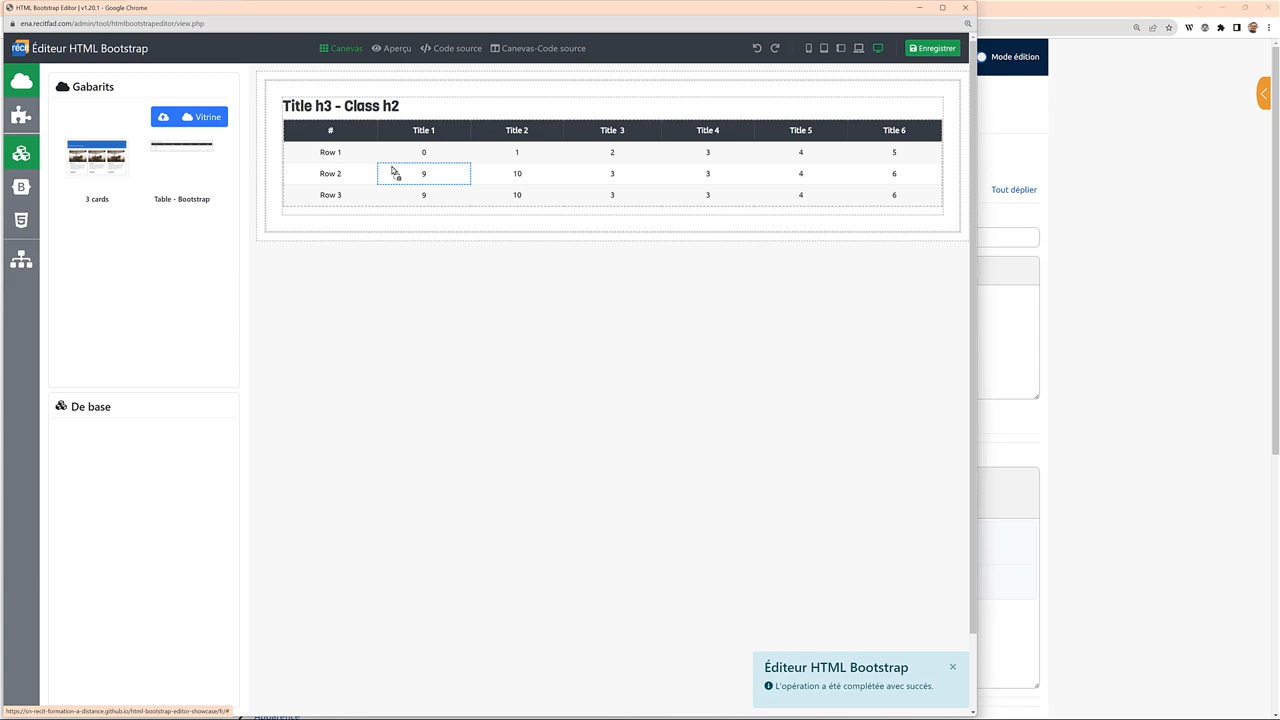 HTML Bootstrap Editor | v1.20.1 - Google Chrome
ena.recitfad.com/admin/tool/htmlbootstrapeditor/view.php
récit Éditeur HTML Bootstrap
Canevas
Aperçu
Code source
Canevas-Code source
Enregistrer
Mode édition
Gabarits
Vitrine
3 cards
Table - Bootstrap
De base
Title h3 - Class h2
# Title 1 Title 2 Title 3 Title 4 Title 5 Title 6
Row 1 0 1 2 3 4 5
Row 2 9 10 3 3 4 6
Row 3 9 10 3 3 4 6
Tout déplier
Éditeur HTML Bootstrap
L'opération a été complétée avec succès.
https://sn-recit-formation-a-distance.github.io/html-bootstrap-editor-showcase/fr/#
Apparence